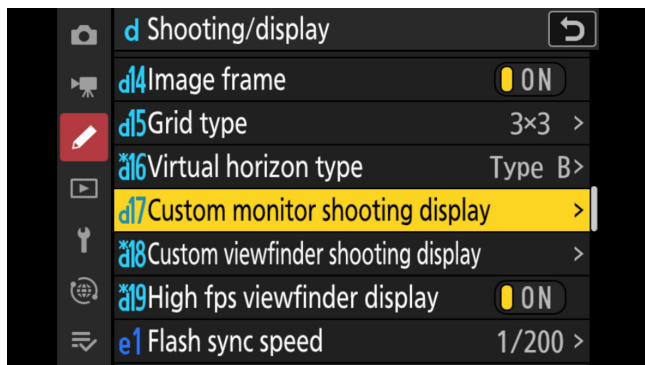 d Shooting/display
d14 Image frame ON
d15 Grid type 3×3 >
*d16 Virtual horizon type Type B>
d17 Custom monitor shooting display >
*d18 Custom viewfinder shooting display >
*d19 High fps viewfinder display ON
e1 Flash sync speed 1/200 >